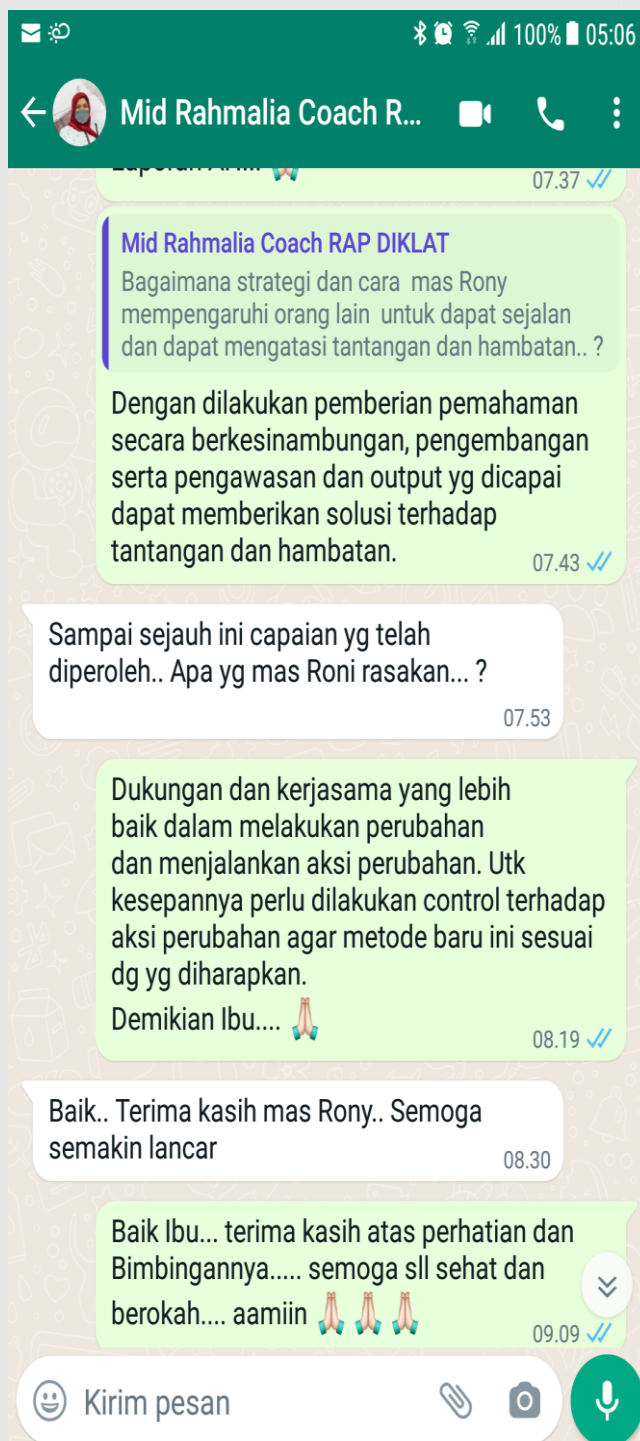 100% 05:06
Mid Rahmalia Coach R...
07.37
Mid Rahmalia Coach RAP DIKLAT
Bagaimana strategi dan cara mas Rony
mempengaruhi orang lain untuk dapat sejalan
dan dapat mengatasi tantangan dan hambatan.. ?
Dengan dilakukan pemberian pemahaman
secara berkesinambungan, pengembangan
serta pengawasan dan output yg dicapai
dapat memberikan solusi terhadap
tantangan dan hambatan.
07.43
Sampai sejauh ini capaian yg telah
diperoleh.. Apa yg mas Roni rasakan... ?
07.53
Dukungan dan kerjasama yang lebih
baik dalam melakukan perubahan
dan menjalankan aksi perubahan. Utk
kesepannya perlu dilakukan control terhadap
aksi perubahan agar metode baru ini sesuai
dg yg diharapkan.
Demikian Ibu.... 🙏🏻
08.19
Baik.. Terima kasih mas Rony.. Semoga
semakin lancar
08.30
Baik Ibu... terima kasih atas perhatian dan
Bimbingannya..... semoga sll sehat dan
berokah.... aamiin 🙏🏻 🙏🏻 🙏🏻
09.09
Kirim pesan